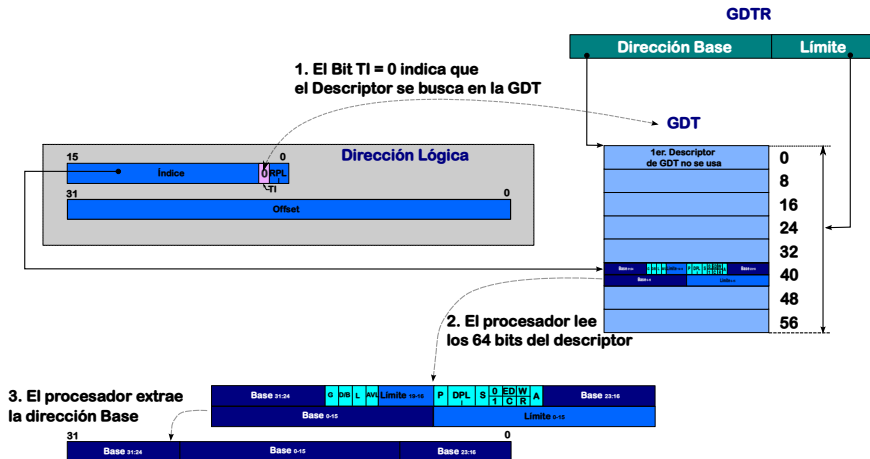 GDTR
Dirección Base Límite
1. El Bit TI = 0 indica que
el Descriptor se busca en la GDT
GDT
Dirección Lógica
15 0
Índice 0 RPL
TI
31 0
Offset
1er. Descriptor
de GDT no se usa
0
8
16
24
32
40
48
56
2. El procesador lee
los 64 bits del descriptor
3. El procesador extrae
la dirección Base
Base 31:24 G D/B L AVL Límite 19-16 P DPL S 0 ED W A Base 23:16
1 C R
Base 0-15 Límite 0-15
31 0
Base 31:24 Base 0-15 Base 23:16